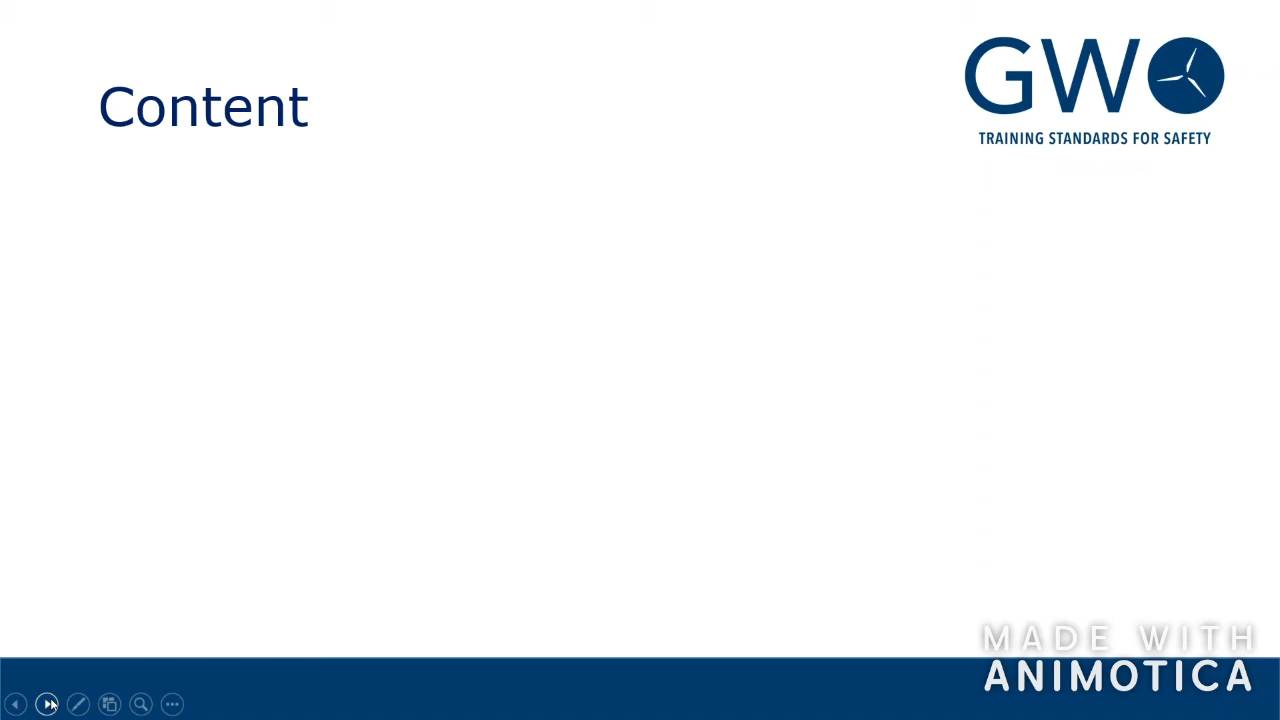 Content
GWO
TRAINING STANDARDS FOR SAFETY
MADE WITH
ANIMOTICA